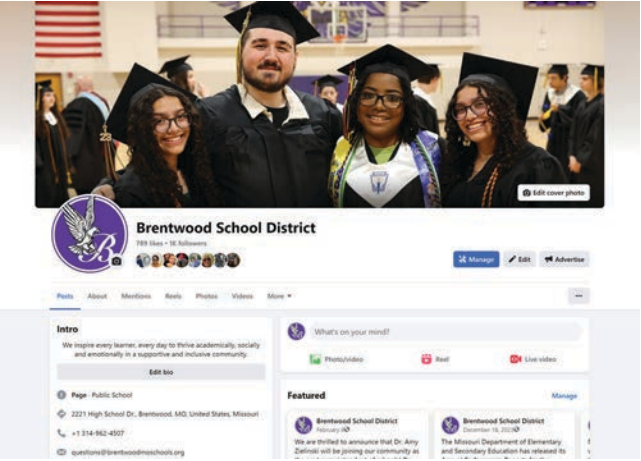 23
Edit cover photo
B
Brentwood School District
789 likes • 1K followers
Manage
Edit
Advertise
Posts
About
Mentions
Reels
Photos
Videos
More
Intro
We inspire every learner, every day to thrive academically, socially
and emotionally in a supportive and inclusive community.
Edit bio
Page · Public School
2221 High School Dr., Brentwood, MO, United States, Missouri
+1 314-962-4507
questions@brentwoodmoschools.org
What's on your mind?
Photo/video
Reel
Live video
Featured
Manage
Brentwood School District
February
We are thrilled to announce that Dr. Amy
Zielinski will be joining our community as
Brentwood School District
December 18, 2023
The Missouri Department of Elementary
and Secondary Education has released its